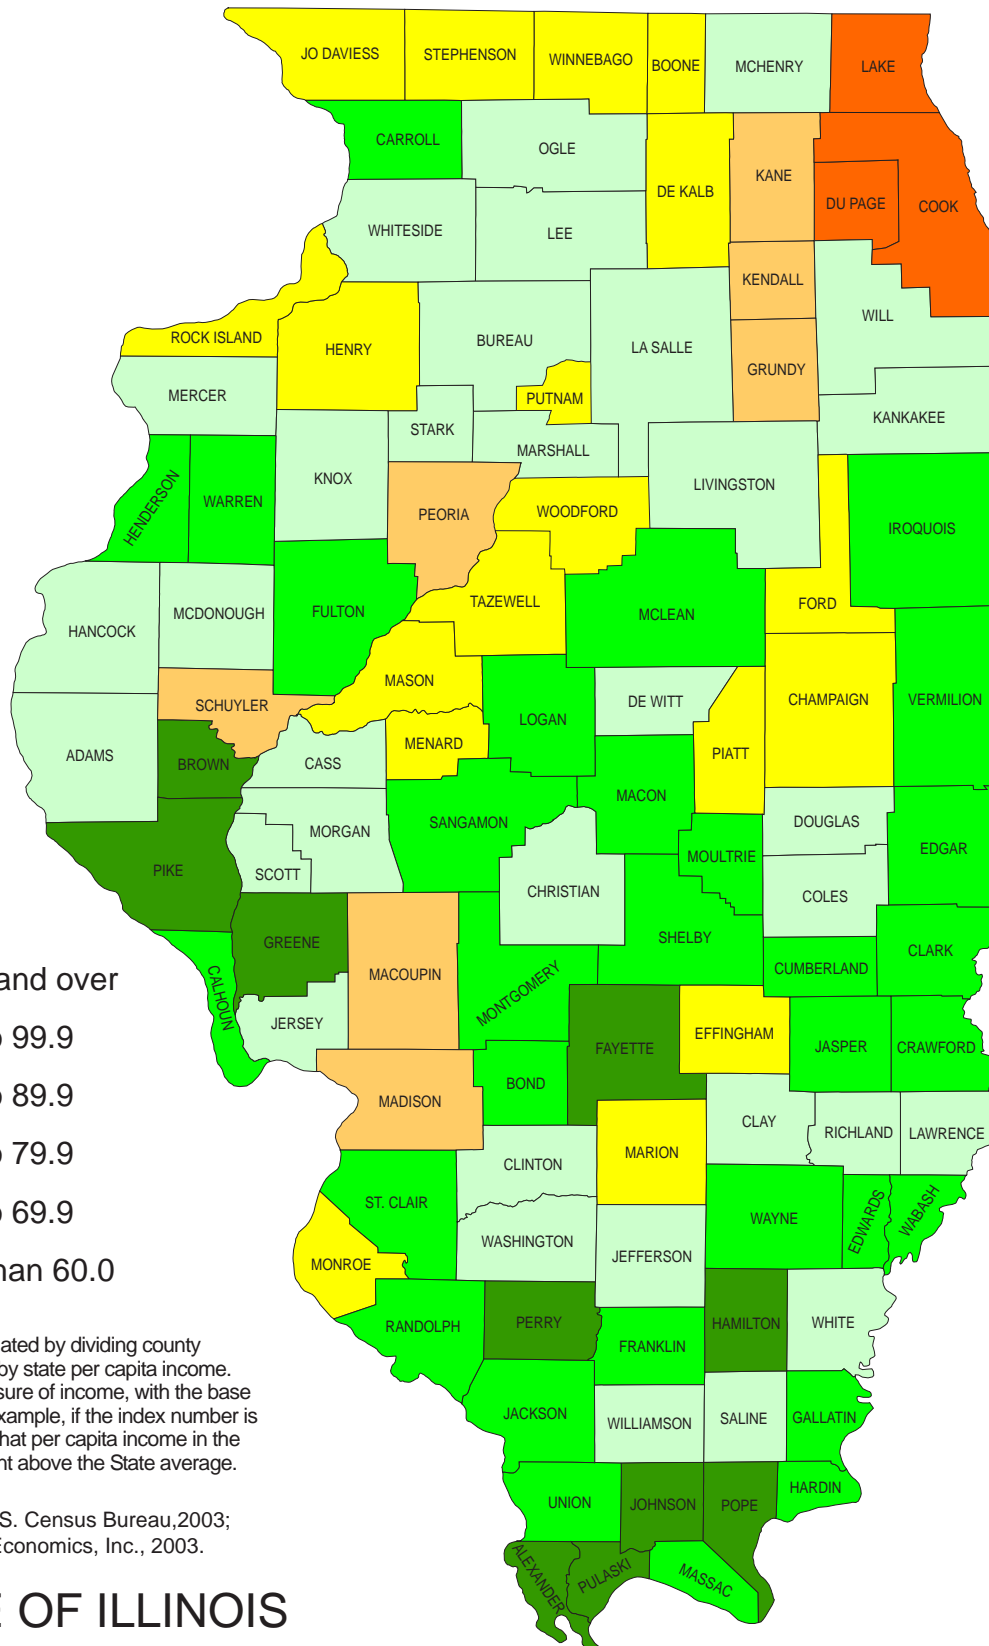 JO DAVIESS
STEPHENSON
WINNEBAGO
BOONE
MCHENRY
LAKE
CARROLL
OGLE
DE KALB
KANE
DU PAGE
COOK
WHITESIDE
LEE
KENDALL
WILL
ROCK ISLAND
HENRY
BUREAU
LA SALLE
GRUNDY
MERCER
PUTNAM
KANKAKEE
STARK
MARSHALL
KNOX
LIVINGSTON
HENDERSON
WARREN
PEORIA
WOODFORD
IROQUOIS
HANCOCK
MCDONOUGH
FULTON
TAZEWELL
MCLEAN
FORD
SCHUYLER
MASON
LOGAN
DE WITT
CHAMPAIGN
VERMILION
ADAMS
BROWN
CASS
MENARD
PIATT
MACON
PIKE
SCOTT
MORGAN
SANGAMON
DOUGLAS
MOULTRIE
EDGAR
CHRISTIAN
COLES
GREENE
MACOUPIN
SHELBY
CUMBERLAND
CLARK
CALHOUN
JERSEY
MONTGOMERY
FAYETTE
EFFINGHAM
JASPER
CRAWFORD
MADISON
BOND
CLAY
RICHLAND
LAWRENCE
CLINTON
MARION
ST. CLAIR
WAYNE
EDWARDS
WABASH
MONROE
WASHINGTON
JEFFERSON
RANDOLPH
PERRY
FRANKLIN
HAMILTON
WHITE
JACKSON
WILLIAMSON
SALINE
GALLATIN
UNION
JOHNSON
POPE
HARDIN
ALEXANDER
PULASKI
MASSAC
and over
99.9
89.9
79.9
69.9
han 60.0
ated by dividing county
by state per capita income.
sure of income, with the base
xample, if the index number is
hat per capita income in the
nt above the State average.
S. Census Bureau,2003;
Economics, Inc., 2003.
E OF ILLINOIS